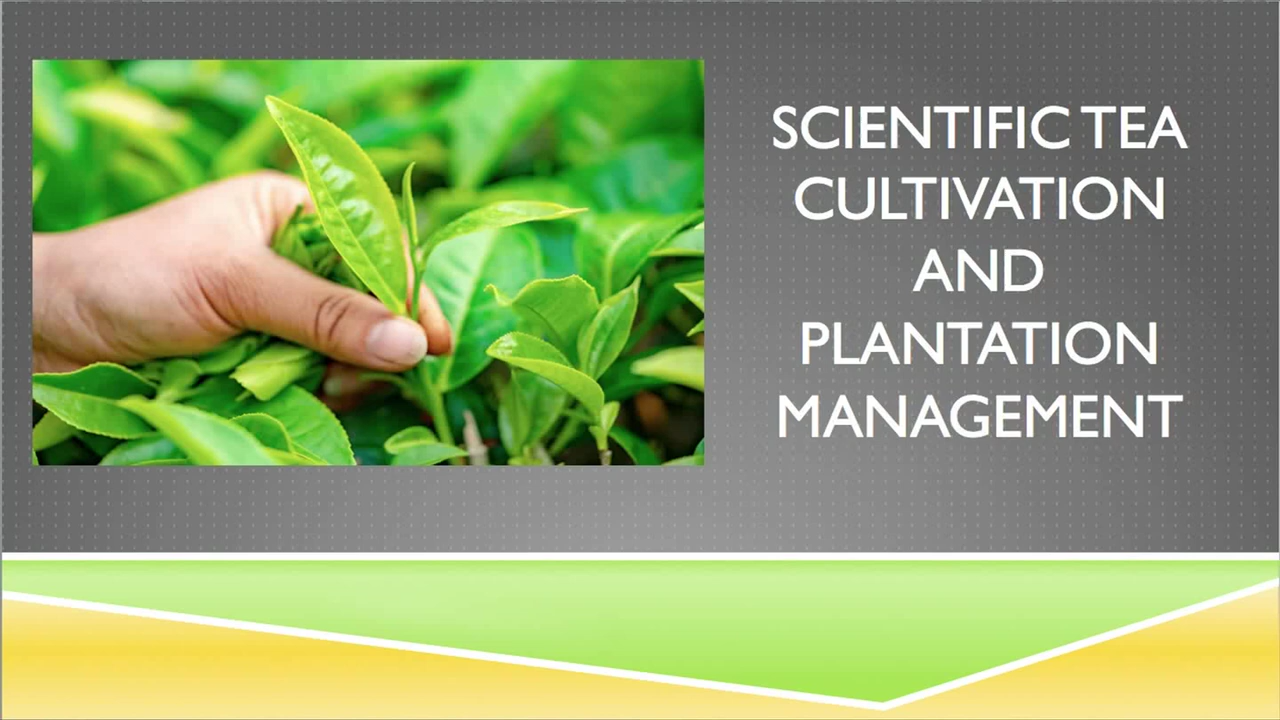 SCIENTIFIC TEA
CULTIVATION
AND
PLANTATION
MANAGEMENT